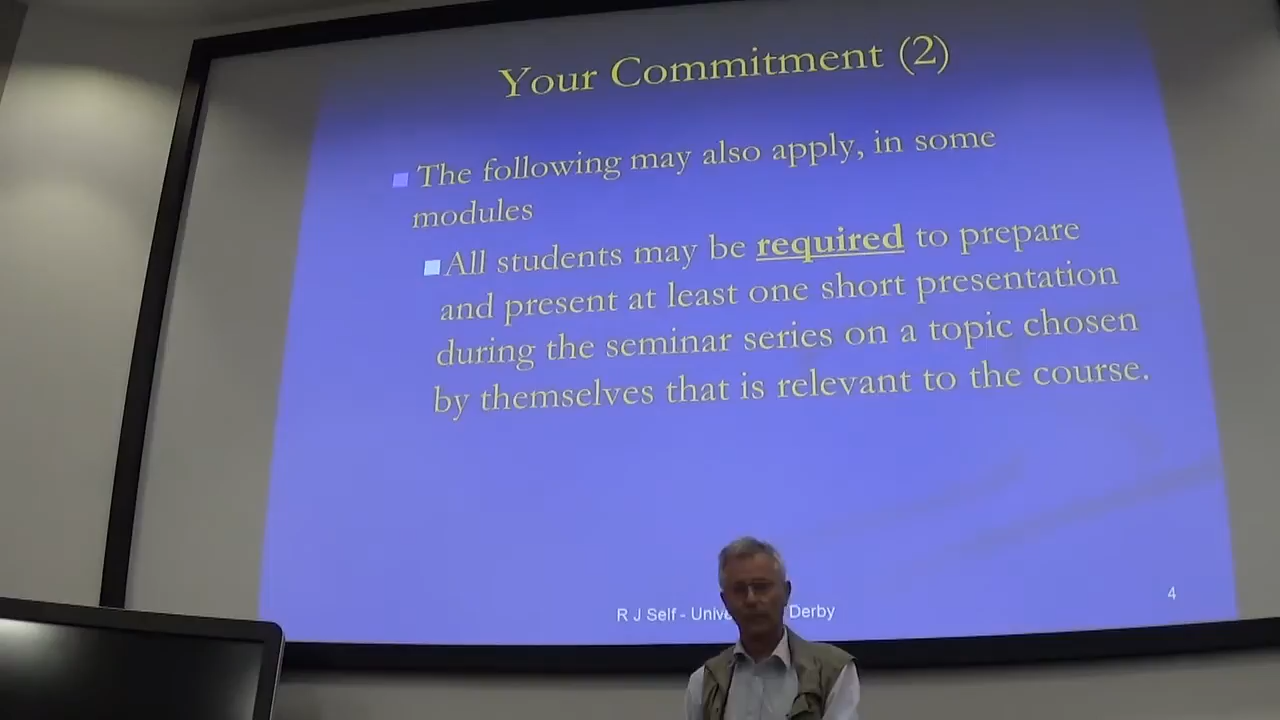 Your Commitment (2)
The following may also apply, in some
modules
All students may be required to prepare
and present at least one short presentation
during the seminar series on a topic chosen
by themselves that is relevant to the course.
R J Self - Derby
4